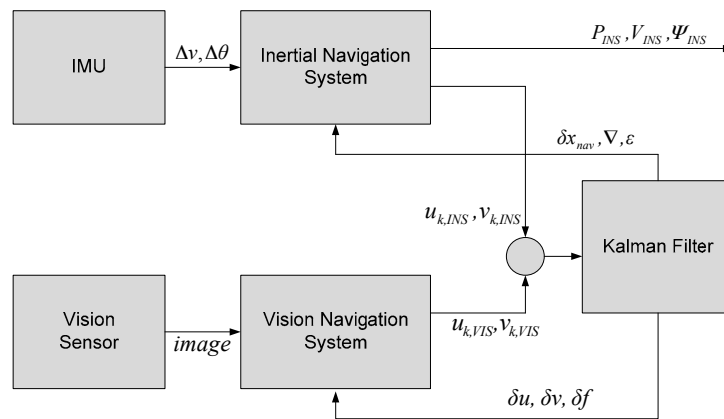 IMU
Δv, Δθ
Inertial Navigation
System
P_INS, V_INS, Ψ_INS
δx_nav, ∇, ε
u_k,INS, v_k,INS
Kalman Filter
Vision
Sensor
image
Vision Navigation
System
u_k,VIS, v_k,VIS
δu, δv, δf